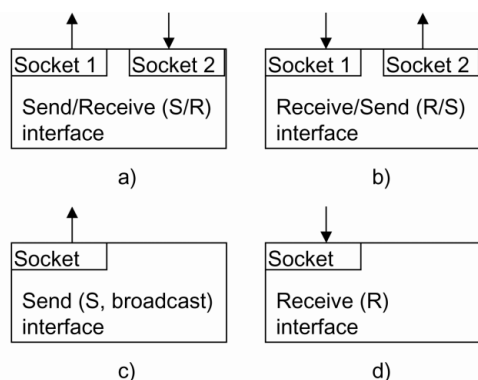 Socket 1 Socket 2 Socket 1 Socket 2
Send/Receive (S/R) Receive/Send (R/S)
interface interface
a) b)
Socket Socket
Send (S, broadcast) Receive (R)
interface interface
c) d)